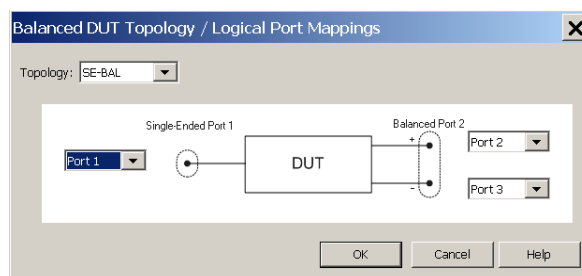 Balanced DUT Topology / Logical Port Mappings
Topology: SE-BAL
Single-Ended Port 1
Balanced Port 2
Port 1
DUT
+
-
Port 2
Port 3
OK
Cancel
Help